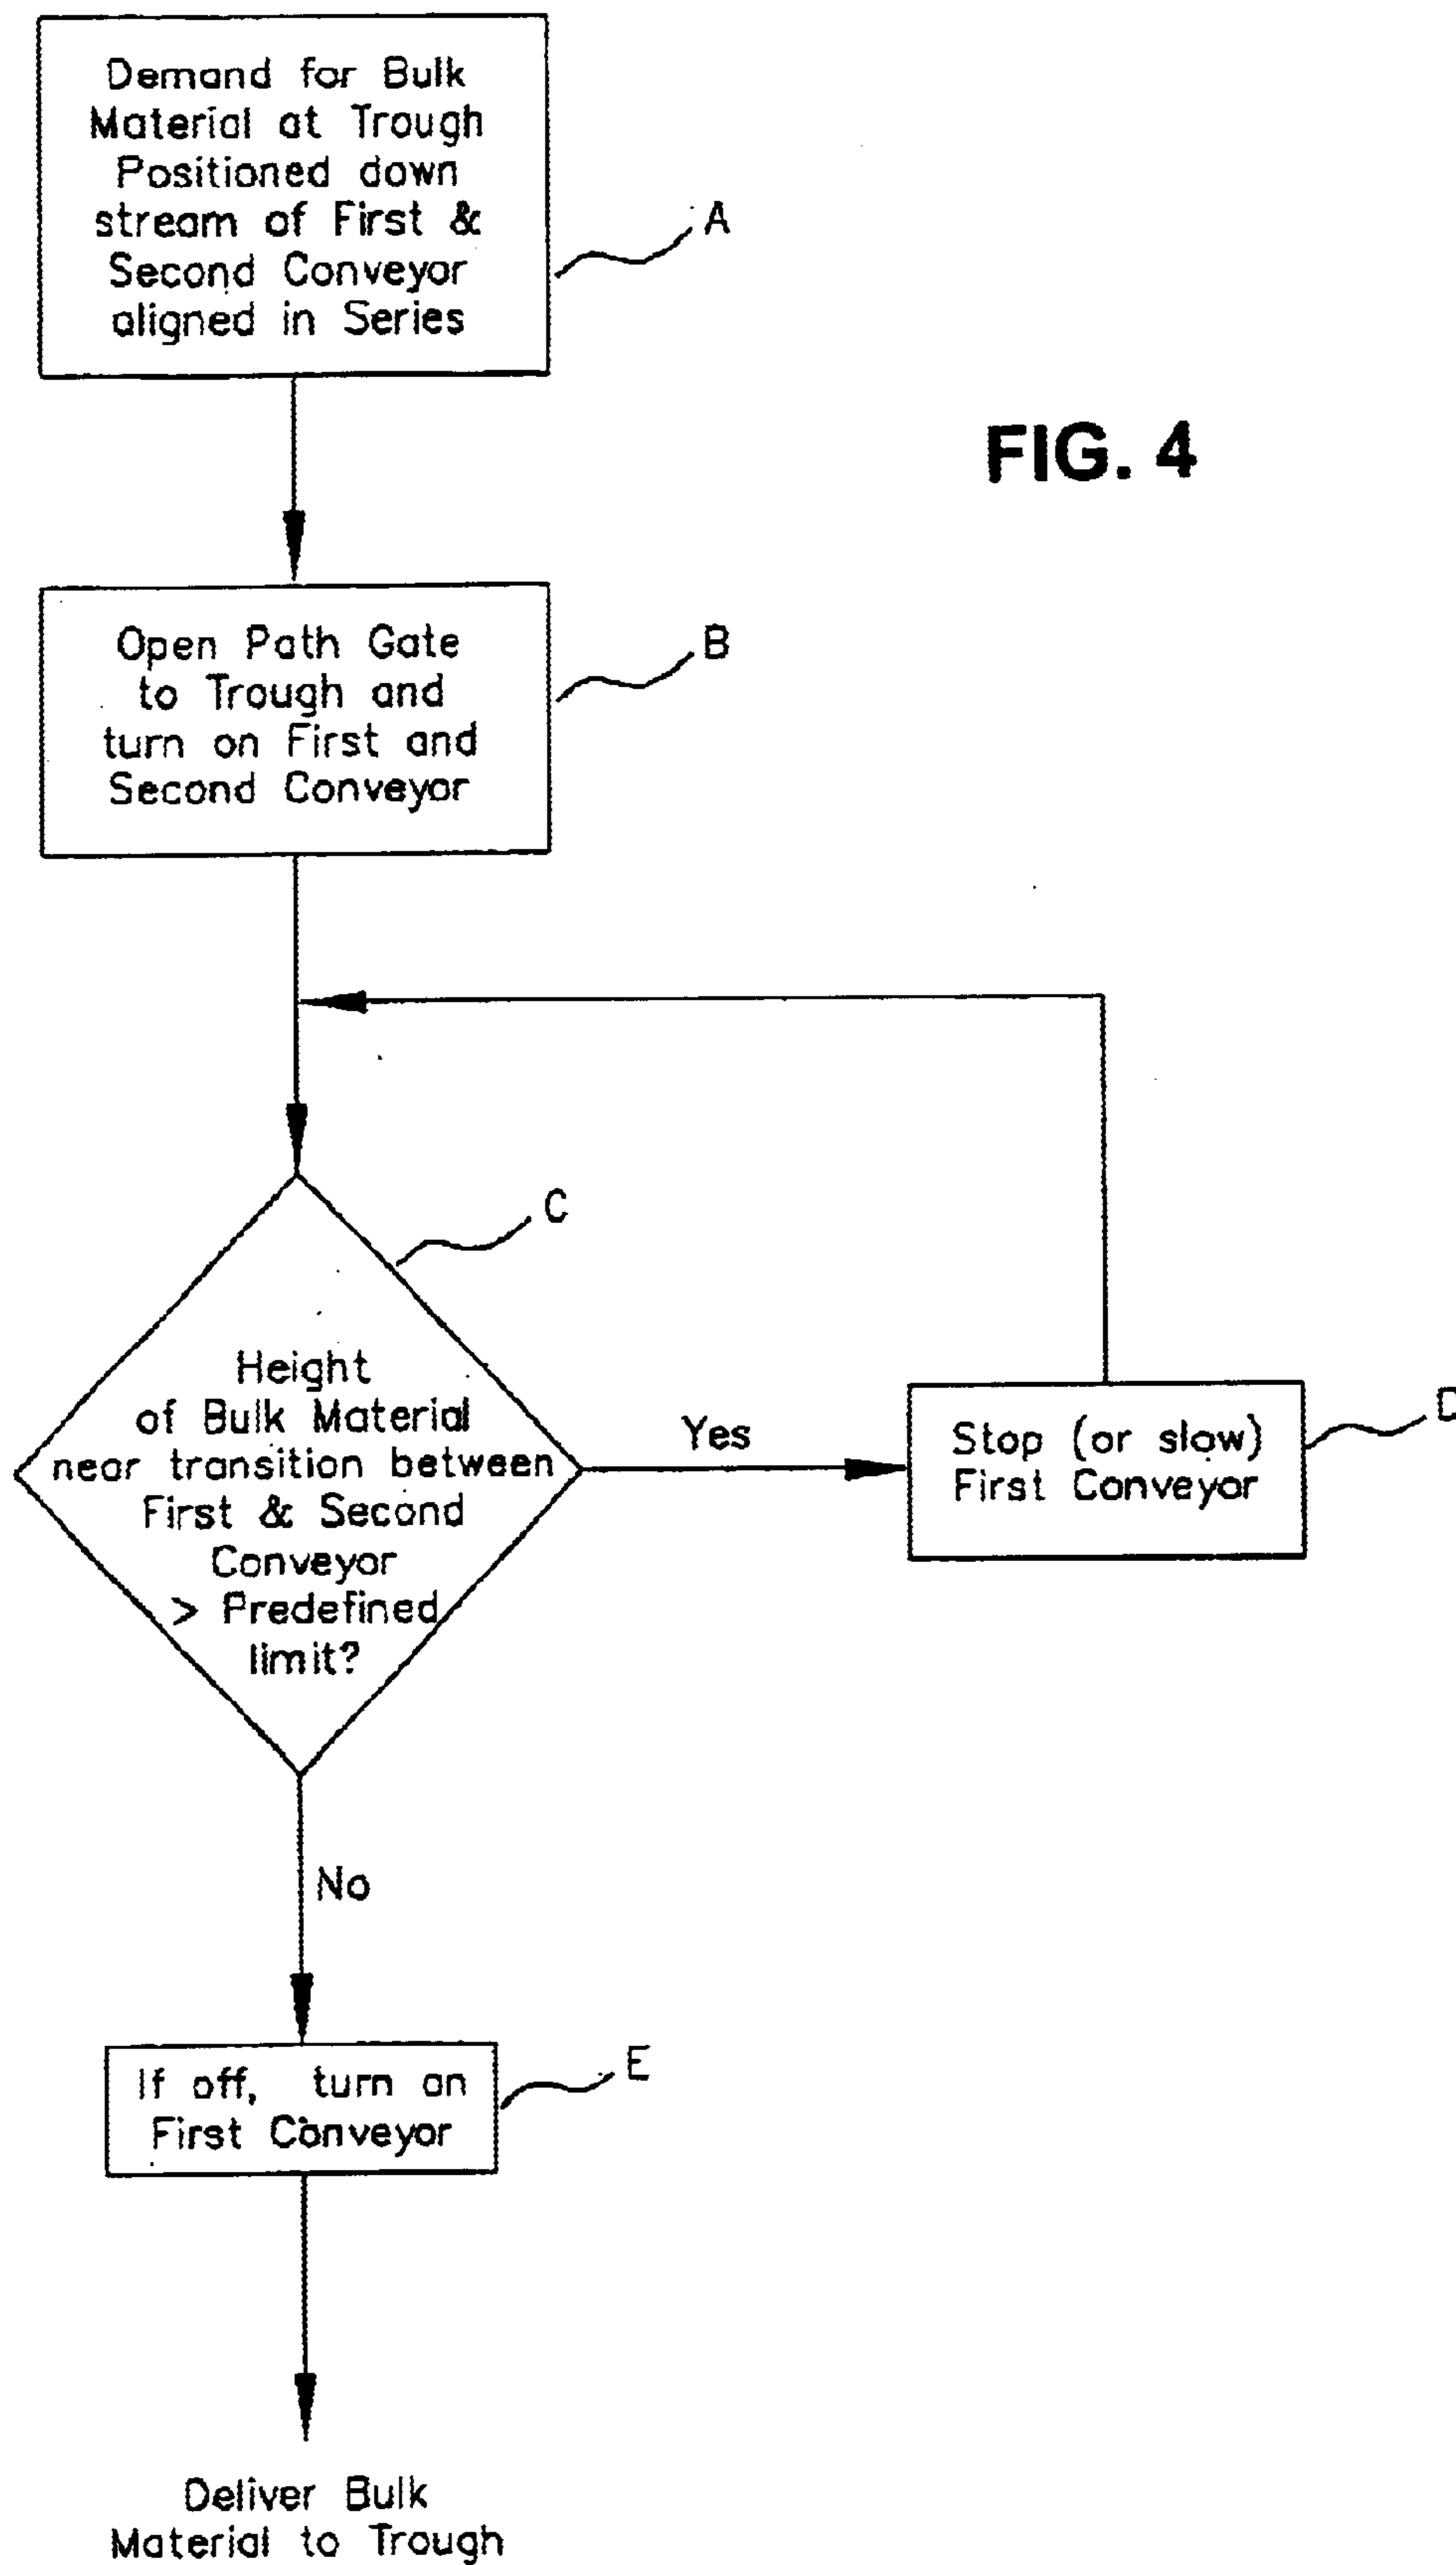 Demand for Bulk
Material at Trough
Positioned down
stream of First &
Second Conveyor
aligned in Series
A
FIG. 4
Open Path Gate
to Trough and
turn on First and
Second Conveyor
B
C
Height
of Bulk Material
near transition between
First & Second
Conveyor
> Predefined
limit?
Yes
Stop (or slow)
First Conveyor
D
No
If off, turn on
First Conveyor
E
Deliver Bulk
Material to Trough